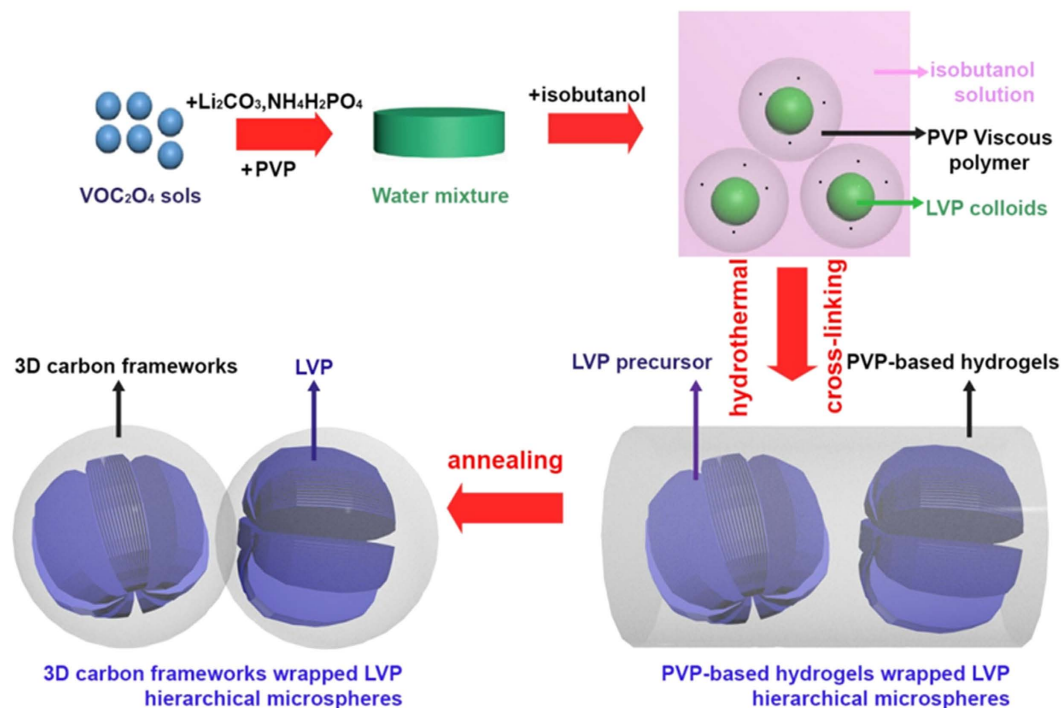 +Li₂CO₃,NH₄H₂PO₄
+PVP
VOC₂O₄ sols
Water mixture
+isobutanol
isobutanol
solution
PVP Viscous
polymer
LVP colloids
hydrothermal
cross-linking
3D carbon frameworks
LVP
LVP precursor
PVP-based hydrogels
annealing
3D carbon frameworks wrapped LVP
hierarchical microspheres
PVP-based hydrogels wrapped LVP
hierarchical microspheres